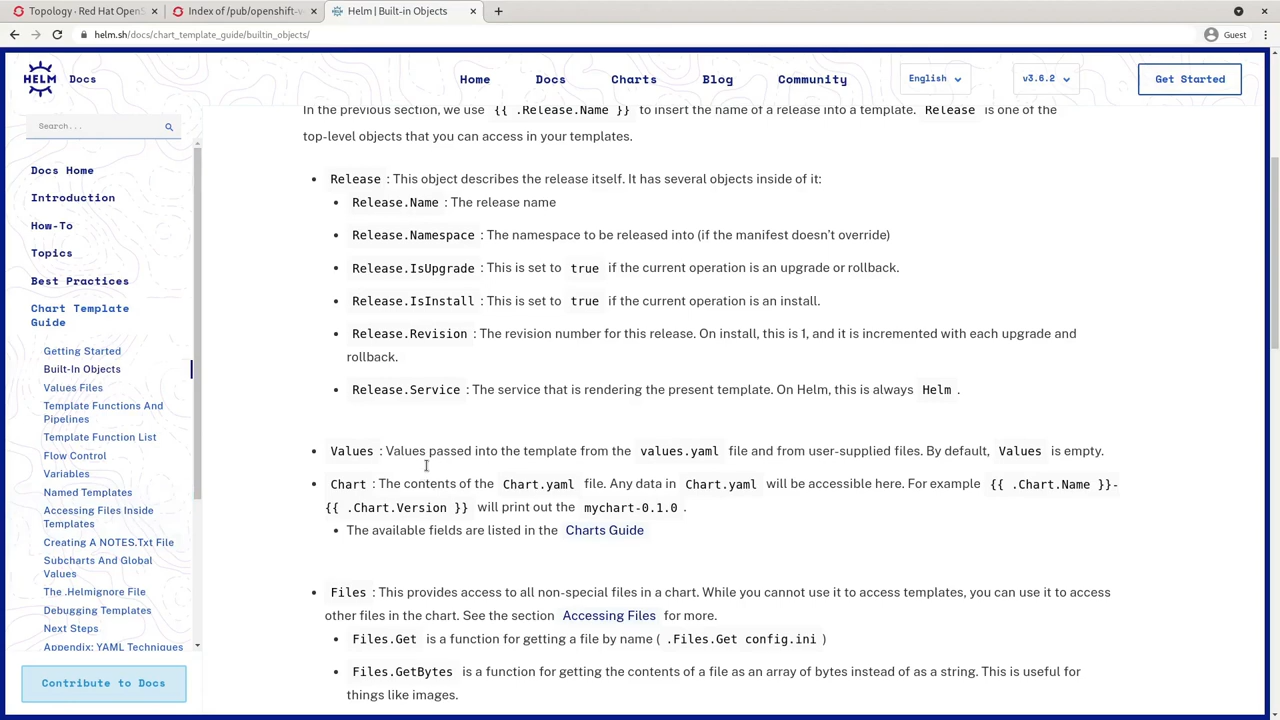 Topology · Red Hat OpenS
Index of /pub/openshift-v
Helm | Built-in Objects
helm.sh/docs/chart_template_guide/builtin_objects/
Guest
HELM Docs
Home
Docs
Charts
Blog
Community
English
v3.6.2
Get Started
Search...
Docs Home
Introduction
How-To
Topics
Best Practices
Chart Template
Guide
Getting Started
Built-In Objects
Values Files
Template Functions And
Pipelines
Template Function List
Flow Control
Variables
Named Templates
Accessing Files Inside
Templates
Creating A NOTES.Txt File
Subcharts And Global
Values
The .Helmignore File
Debugging Templates
Next Steps
Appendix: YAML Techniques
Contribute to Docs
In the previous section, we use {{ .Release.Name }} to insert the name of a release into a template. Release is one of the
top-level objects that you can access in your templates.
• Release : This object describes the release itself. It has several objects inside of it:
• Release.Name : The release name
• Release.Namespace : The namespace to be released into (if the manifest doesn’t override)
• Release.IsUpgrade : This is set to true if the current operation is an upgrade or rollback.
• Release.IsInstall : This is set to true if the current operation is an install.
• Release.Revision : The revision number for this release. On install, this is 1, and it is incremented with each upgrade and
rollback.
• Release.Service : The service that is rendering the present template. On Helm, this is always Helm .
• Values : Values passed into the template from the values.yaml file and from user-supplied files. By default, Values is empty.
• Chart : The contents of the Chart.yaml file. Any data in Chart.yaml will be accessible here. For example {{ .Chart.Name }}-
{{ .Chart.Version }} will print out the mychart-0.1.0 .
• The available fields are listed in the Charts Guide
• Files : This provides access to all non-special files in a chart. While you cannot use it to access templates, you can use it to access
other files in the chart. See the section Accessing Files for more.
• Files.Get is a function for getting a file by name ( .Files.Get config.ini )
• Files.GetBytes is a function for getting the contents of a file as an array of bytes instead of as a string. This is useful for
things like images.